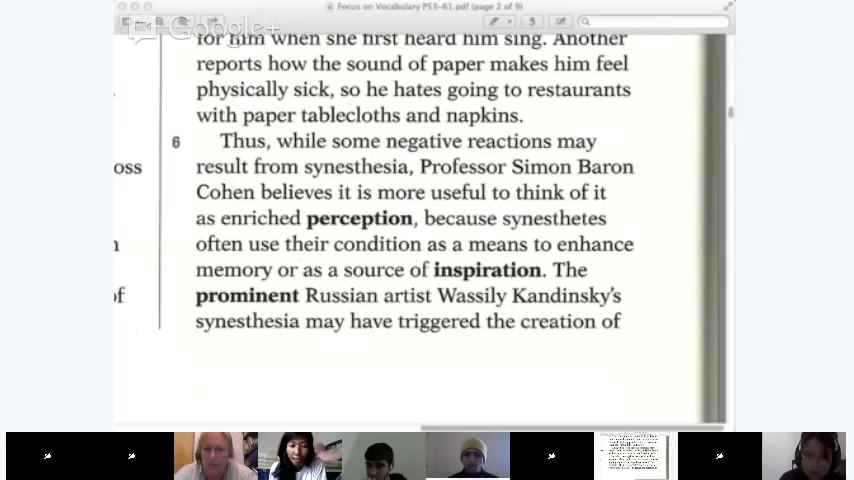 Focus on Vocabulary P53-61.pdf (page 2 of 9)
Google+
for him when she first heard him sing. Another
reports how the sound of paper makes him feel
physically sick, so he hates going to restaurants
with paper tablecloths and napkins.
6 Thus, while some negative reactions may
oss result from synesthesia, Professor Simon Baron
Cohen believes it is more useful to think of it
as enriched perception, because synesthetes
often use their condition as a means to enhance
memory or as a source of inspiration. The
of prominent Russian artist Wassily Kandinsky's
synesthesia may have triggered the creation of